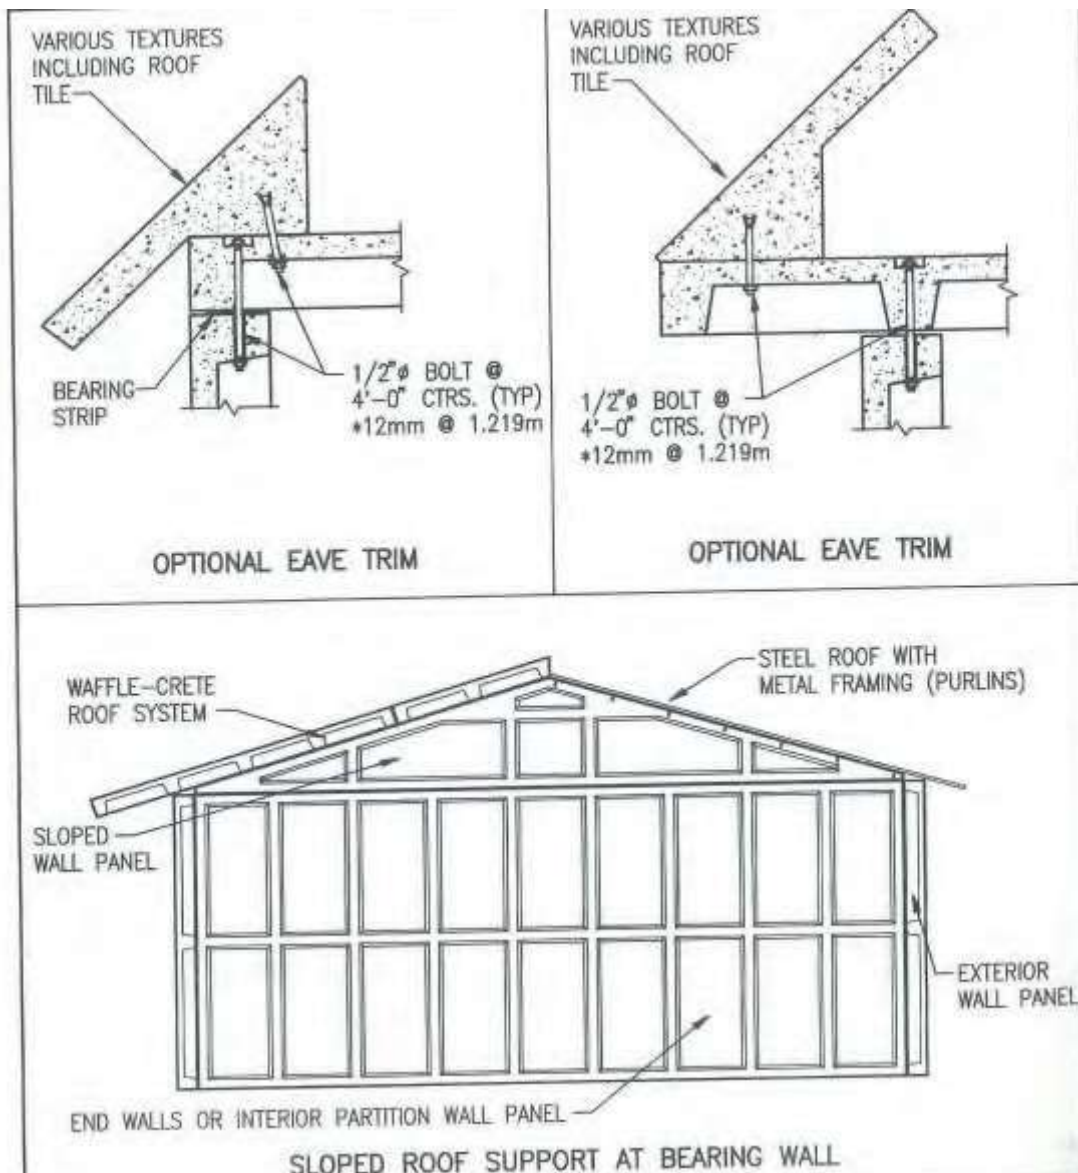 VARIOUS TEXTURES
INCLUDING ROOF
TILE
BEARING
STRIP
1/2"ø BOLT @
4'-0" CTRS. (TYP)
*12mm @ 1.219m
OPTIONAL EAVE TRIM
VARIOUS TEXTURES
INCLUDING ROOF
TILE
1/2"ø BOLT @
4'-0" CTRS. (TYP)
*12mm @ 1.219m
OPTIONAL EAVE TRIM
WAFFLE-CRETE
ROOF SYSTEM
STEEL ROOF WITH
METAL FRAMING (PURLINS)
SLOPED
WALL PANEL
EXTERIOR
WALL PANEL
END WALLS OR INTERIOR PARTITION WALL PANEL
SLOPED ROOF SUPPORT AT BEARING WALL